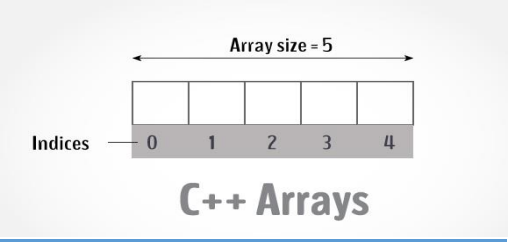 Array size = 5
Indices 0 1 2 3 4
C++ Arrays